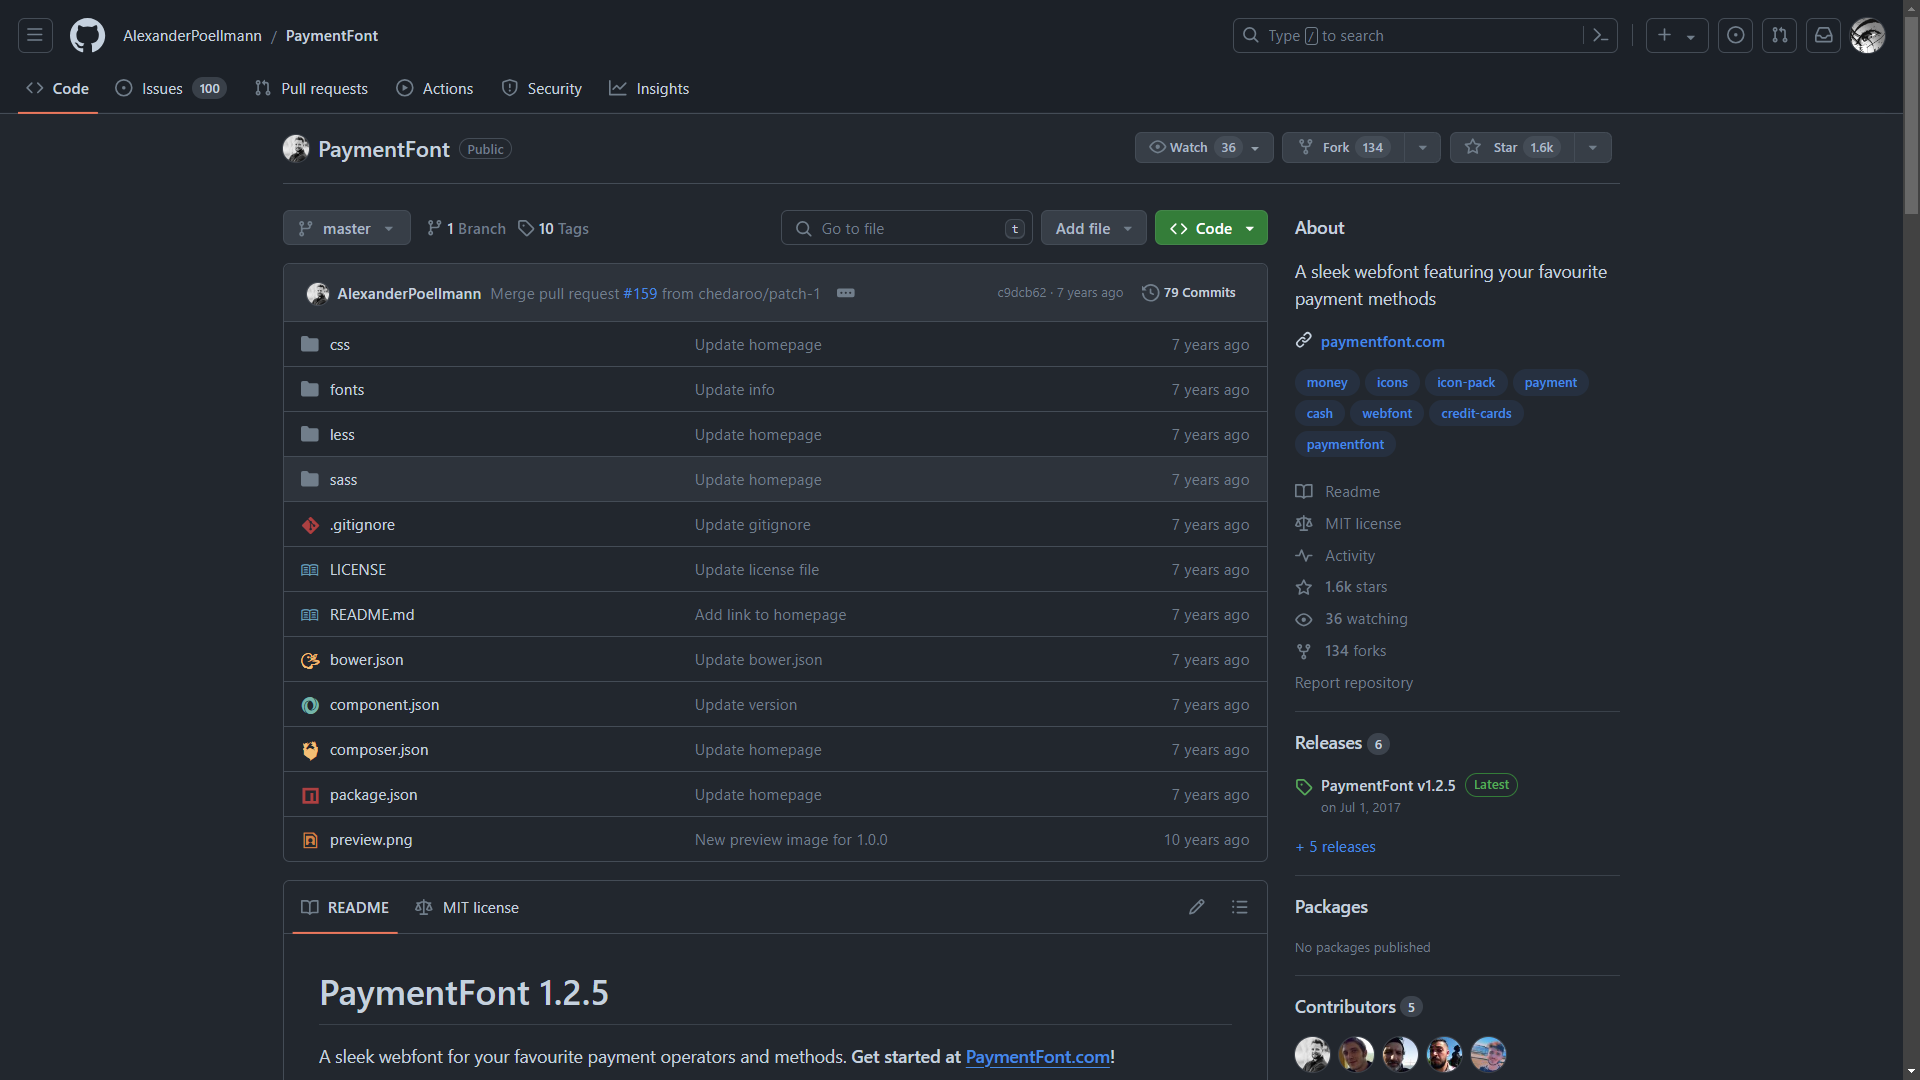 AlexanderPoellmann / PaymentFont
Type / to search
Code
Issues 100
Pull requests
Actions
Security
Insights
PaymentFont Public
Watch 36
Fork 134
Star 1.6k
master
1 Branch
10 Tags
Go to file t
Add file
Code
AlexanderPoellmann Merge pull request #159 from chedaroo/patch-1
c9dcb62 · 7 years ago
79 Commits
css Update homepage 7 years ago
fonts Update info 7 years ago
less Update homepage 7 years ago
sass Update homepage 7 years ago
.gitignore Update gitignore 7 years ago
LICENSE Update license file 7 years ago
README.md Add link to homepage 7 years ago
bower.json Update bower.json 7 years ago
component.json Update version 7 years ago
composer.json Update homepage 7 years ago
package.json Update homepage 7 years ago
preview.png New preview image for 1.0.0 10 years ago
README
MIT license
PaymentFont 1.2.5
A sleek webfont for your favourite payment operators and methods. Get started at PaymentFont.com!
About
A sleek webfont featuring your favourite
payment methods
paymentfont.com
money icons icon-pack payment
cash webfont credit-cards
paymentfont
Readme
MIT license
Activity
1.6k stars
36 watching
134 forks
Report repository
Releases 6
PaymentFont v1.2.5 Latest
on Jul 1, 2017
+ 5 releases
Packages
No packages published
Contributors 5